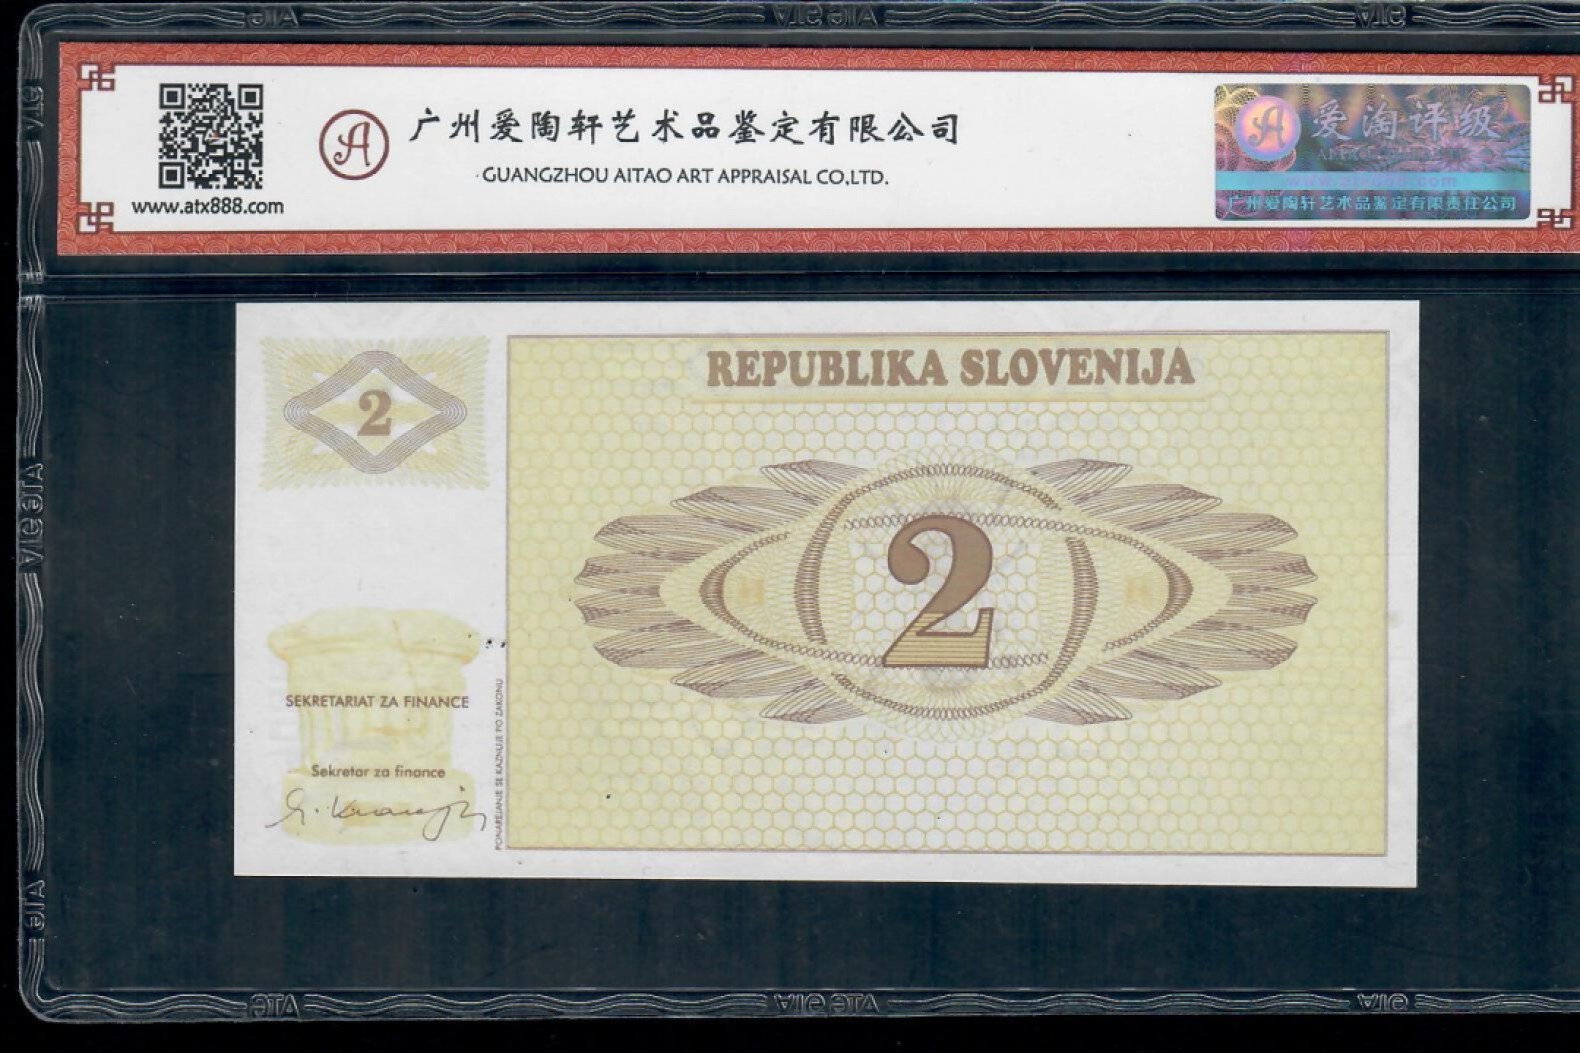 广州爱陶轩艺术品鉴定有限公司
GUANGZHOU AITAO ART APPRAISAL CO,LTD.
www.atx888.com
爱淘评级
www.atx888.com
广州爱陶轩艺术品鉴定有限责任公司
2
REPUBLIKA SLOVENIJA
2
SEKRETARIAT ZA FINANCE
Sekretar za finance
PONAREJANJE SE KAZNUJE PO ZAKONU